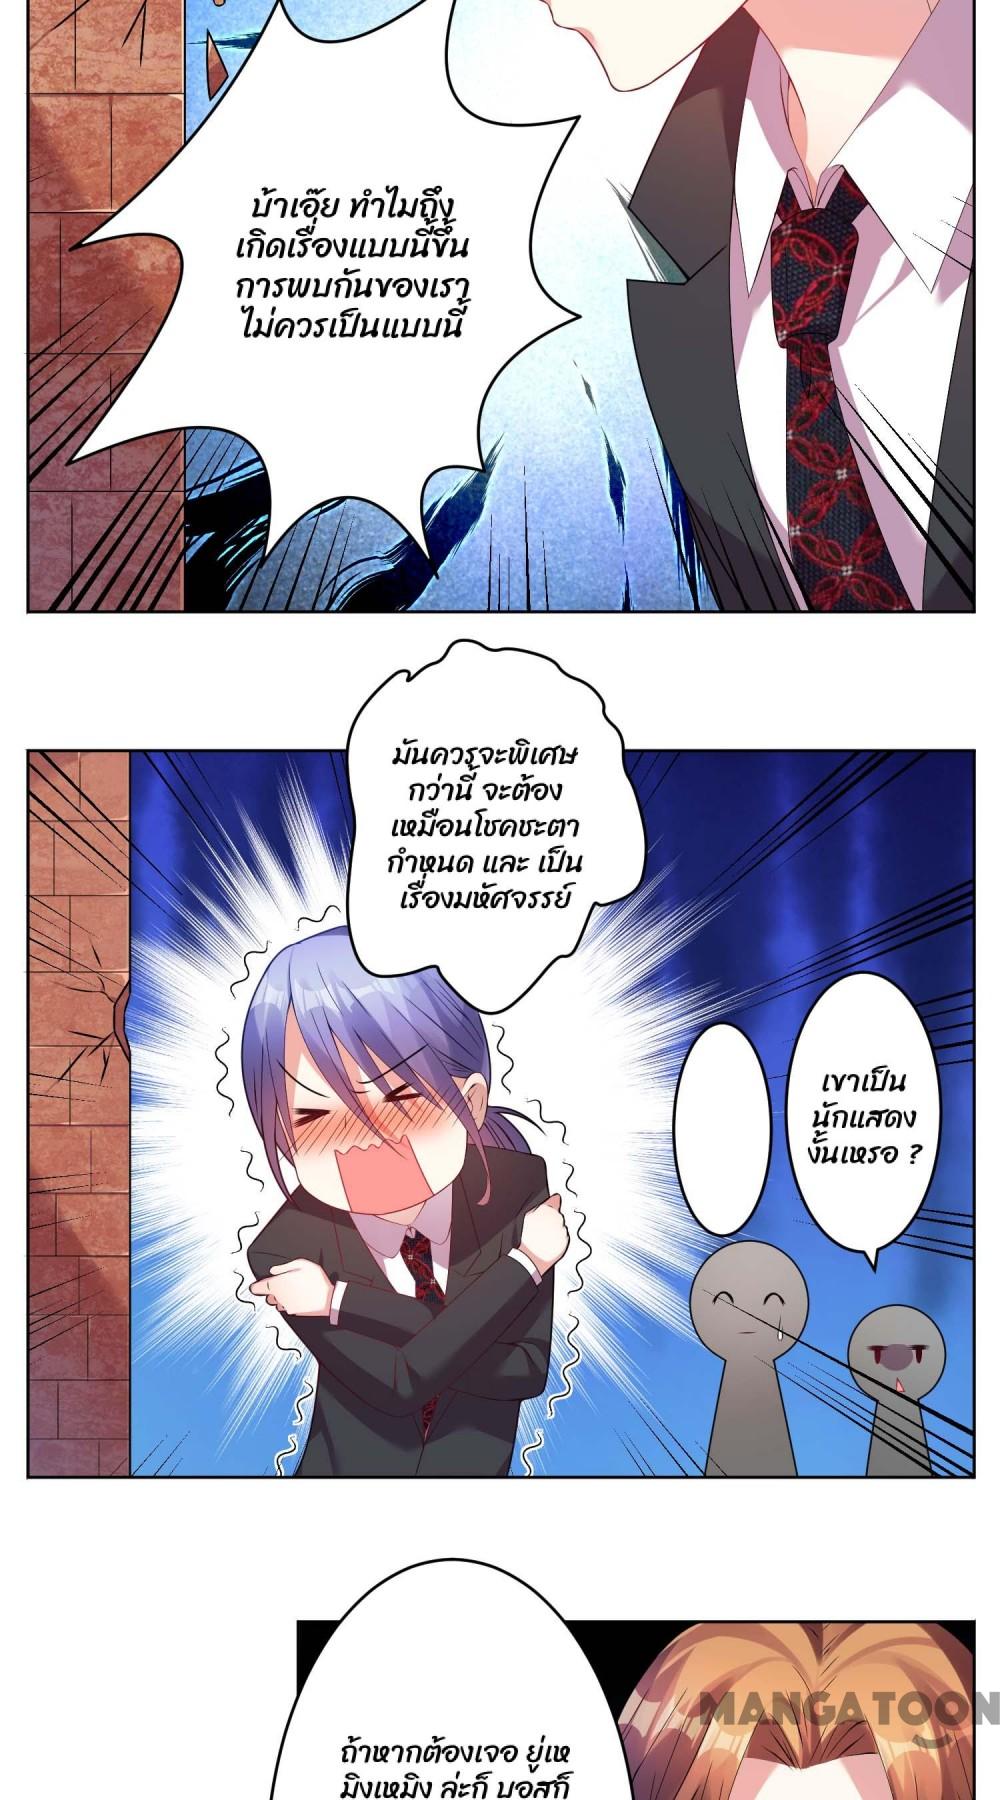 บ้าเอ๊ย ทำไมถึง
เกิดเรื่องแบบนี้ขึ้น
การพบกันของเรา
ไม่ควรเป็นแบบนี้
มันควรจะพิเศษ
กว่านี้ จะต้อง
เหมือนโชคชะตา
กำหนด และ เป็น
เรื่องมหัศจรรย์
เขาเป็น
นักแสดง
งั้นเหรอ ?
MANGATOON
ถ้าหากต้องเจอ ยู่เห
มิงเหมิง ล่ะก็ บอสก็